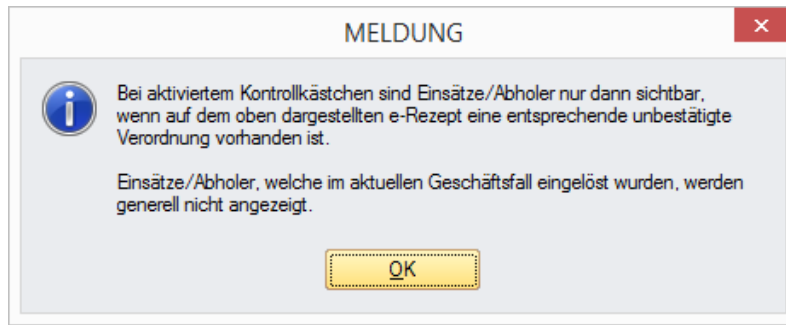 MELDUNG
Bei aktiviertem Kontrollkästchen sind Einsätze/Abholer nur dann sichtbar,
wenn auf dem oben dargestellten e-Rezept eine entsprechende unbestätigte
Verordnung vorhanden ist.
Einsätze/Abholer, welche im aktuellen Geschäftsfall eingelöst wurden, werden
generell nicht angezeigt.
OK